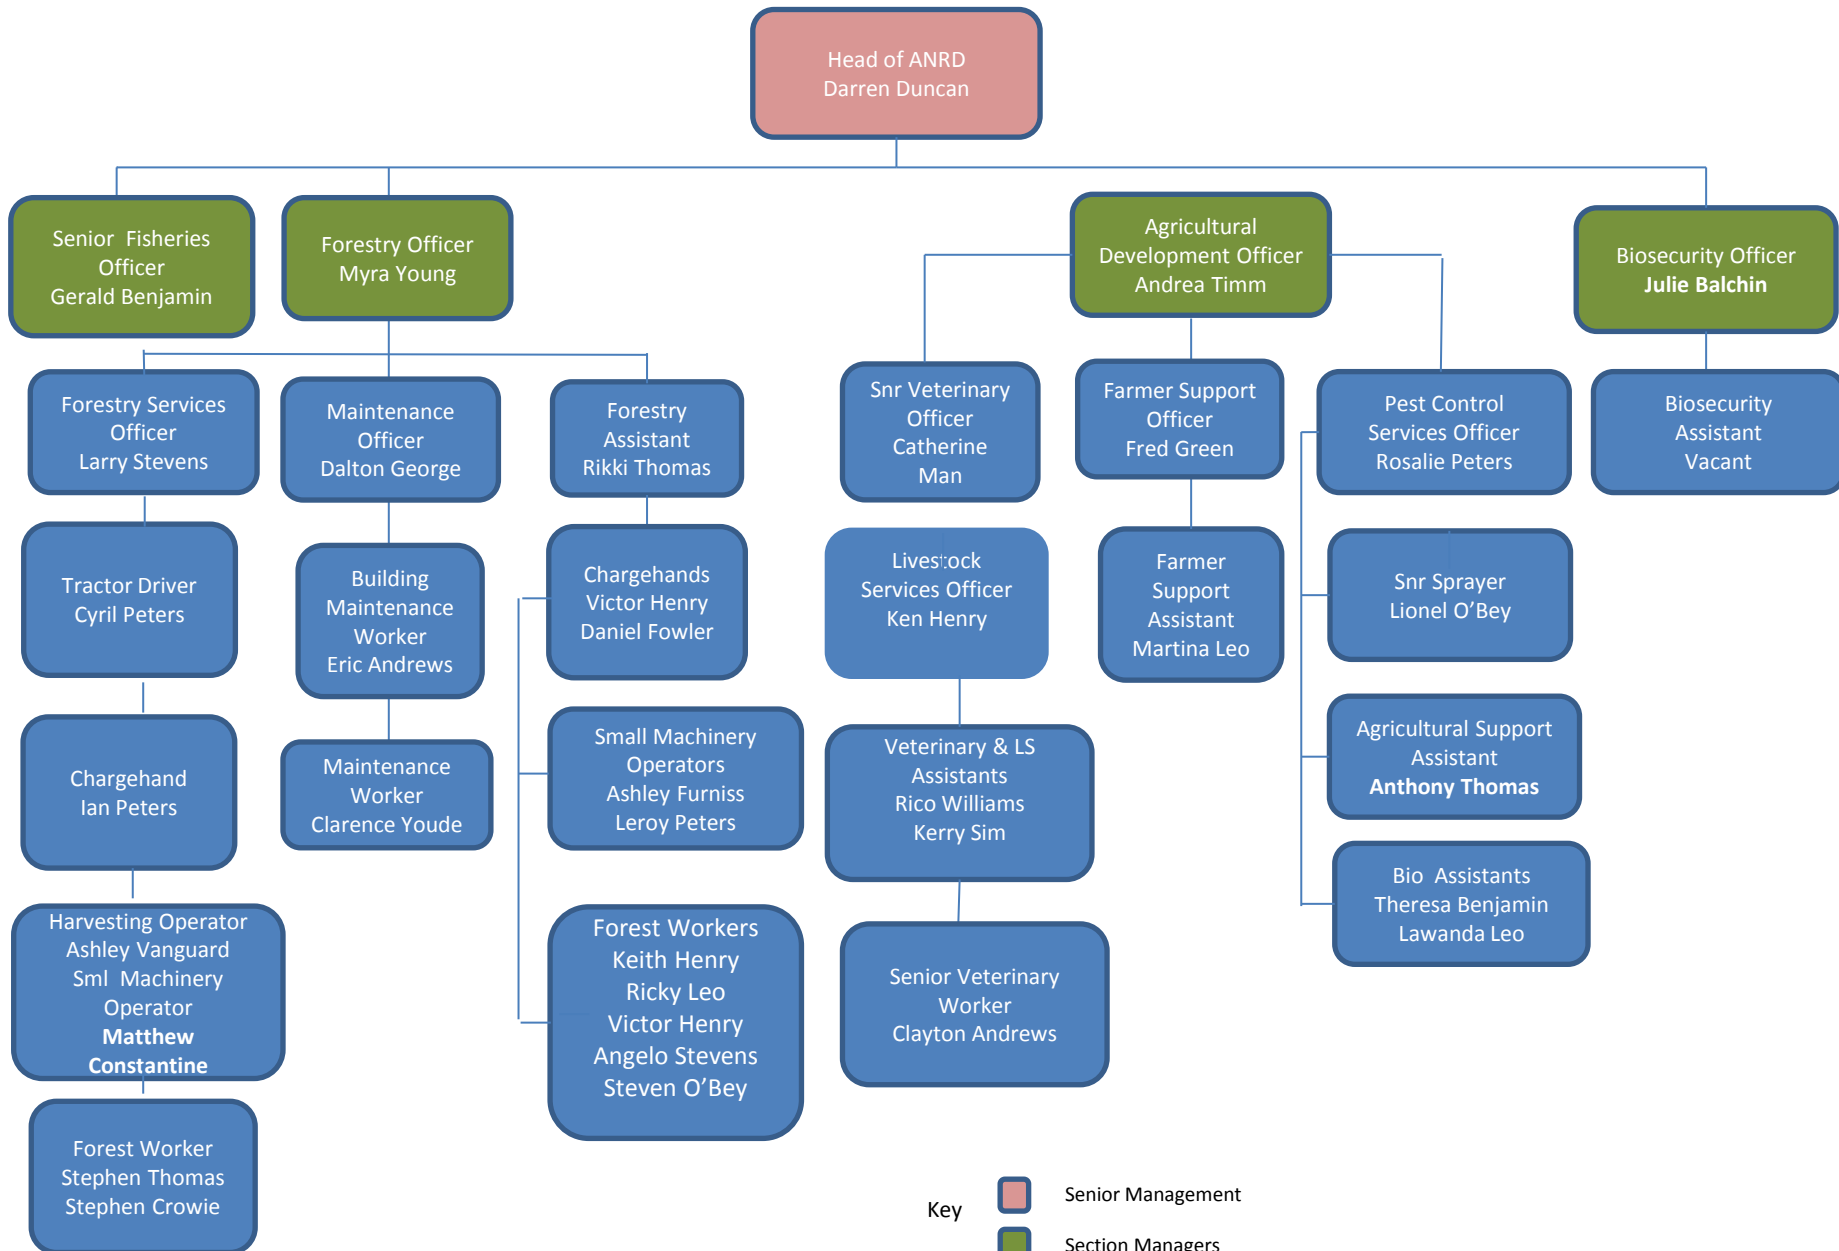 Head of ANRD
Darren Duncan
Senior Fisheries
Officer
Gerald Benjamin
Forestry Officer
Myra Young
Agricultural
Development Officer
Andrea Timm
Biosecurity Officer
Julie Balchin
Forestry Services
Officer
Larry Stevens
Maintenance
Officer
Dalton George
Forestry
Assistant
Rikki Thomas
Snr Veterinary
Officer
Catherine
Man
Farmer Support
Officer
Fred Green
Pest Control
Services Officer
Rosalie Peters
Biosecurity
Assistant
Vacant
Tractor Driver
Cyril Peters
Building
Maintenance
Worker
Eric Andrews
Chargehands
Victor Henry
Daniel Fowler
Livestock
Services Officer
Ken Henry
Farmer
Support
Assistant
Martina Leo
Snr Sprayer
Lionel O’Bey
Chargehand
Ian Peters
Maintenance
Worker
Clarence Youde
Small Machinery
Operators
Ashley Furniss
Leroy Peters
Veterinary & LS
Assistants
Rico Williams
Kerry Sim
Agricultural Support
Assistant
Anthony Thomas
Bio Assistants
Theresa Benjamin
Lawanda Leo
Harvesting Operator
Ashley Vanguard
Sml Machinery
Operator
Matthew
Constantine
Forest Workers
Keith Henry
Ricky Leo
Victor Henry
Angelo Stevens
Steven O’Bey
Senior Veterinary
Worker
Clayton Andrews
Forest Worker
Stephen Thomas
Stephen Crowie
Key
Senior Management
Section Managers